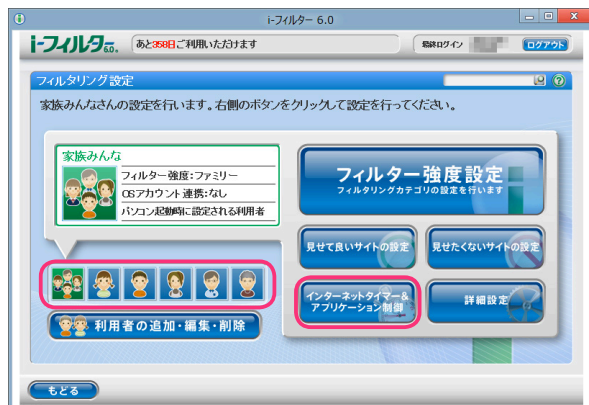 i-フィルター 6.0
i-フィルター6.0.
あと358日ご利用いただけます
最終ログイン
ログアウト
フィルタリング設定
?
家族みんなさんの設定を行います。右側のボタンをクリックして設定を行ってください。
家族みんな
フィルター強度:ファミリー
OSアカウント連携:なし
パソコン起動時に設定される利用者
利用者の追加・編集・削除
フィルター強度設定
フィルタリングカテゴリの設定を行います
見せて良いサイトの設定
見せたくないサイトの設定
インターネットタイマー&
アプリケーション制御
詳細設定
もどる